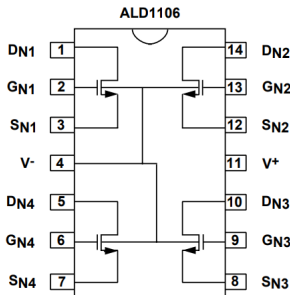 ALD1106
DN1 1 14 DN2
GN1 2 13 GN2
SN1 3 12 SN2
V- 4 11 V+
DN4 5 10 DN3
GN4 6 9 GN3
SN4 7 8 SN3